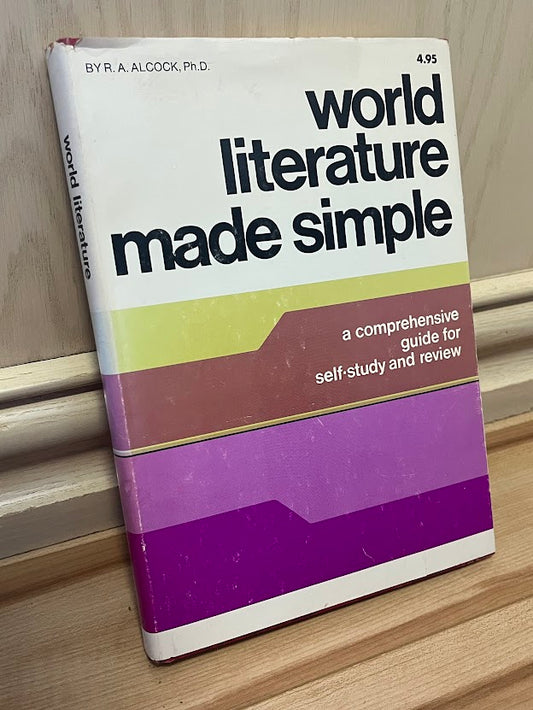 BY R. A. ALCOCK, Ph.D.
4.95
world
literature
made simple
a comprehensive
guide for
self-study and review
world literature